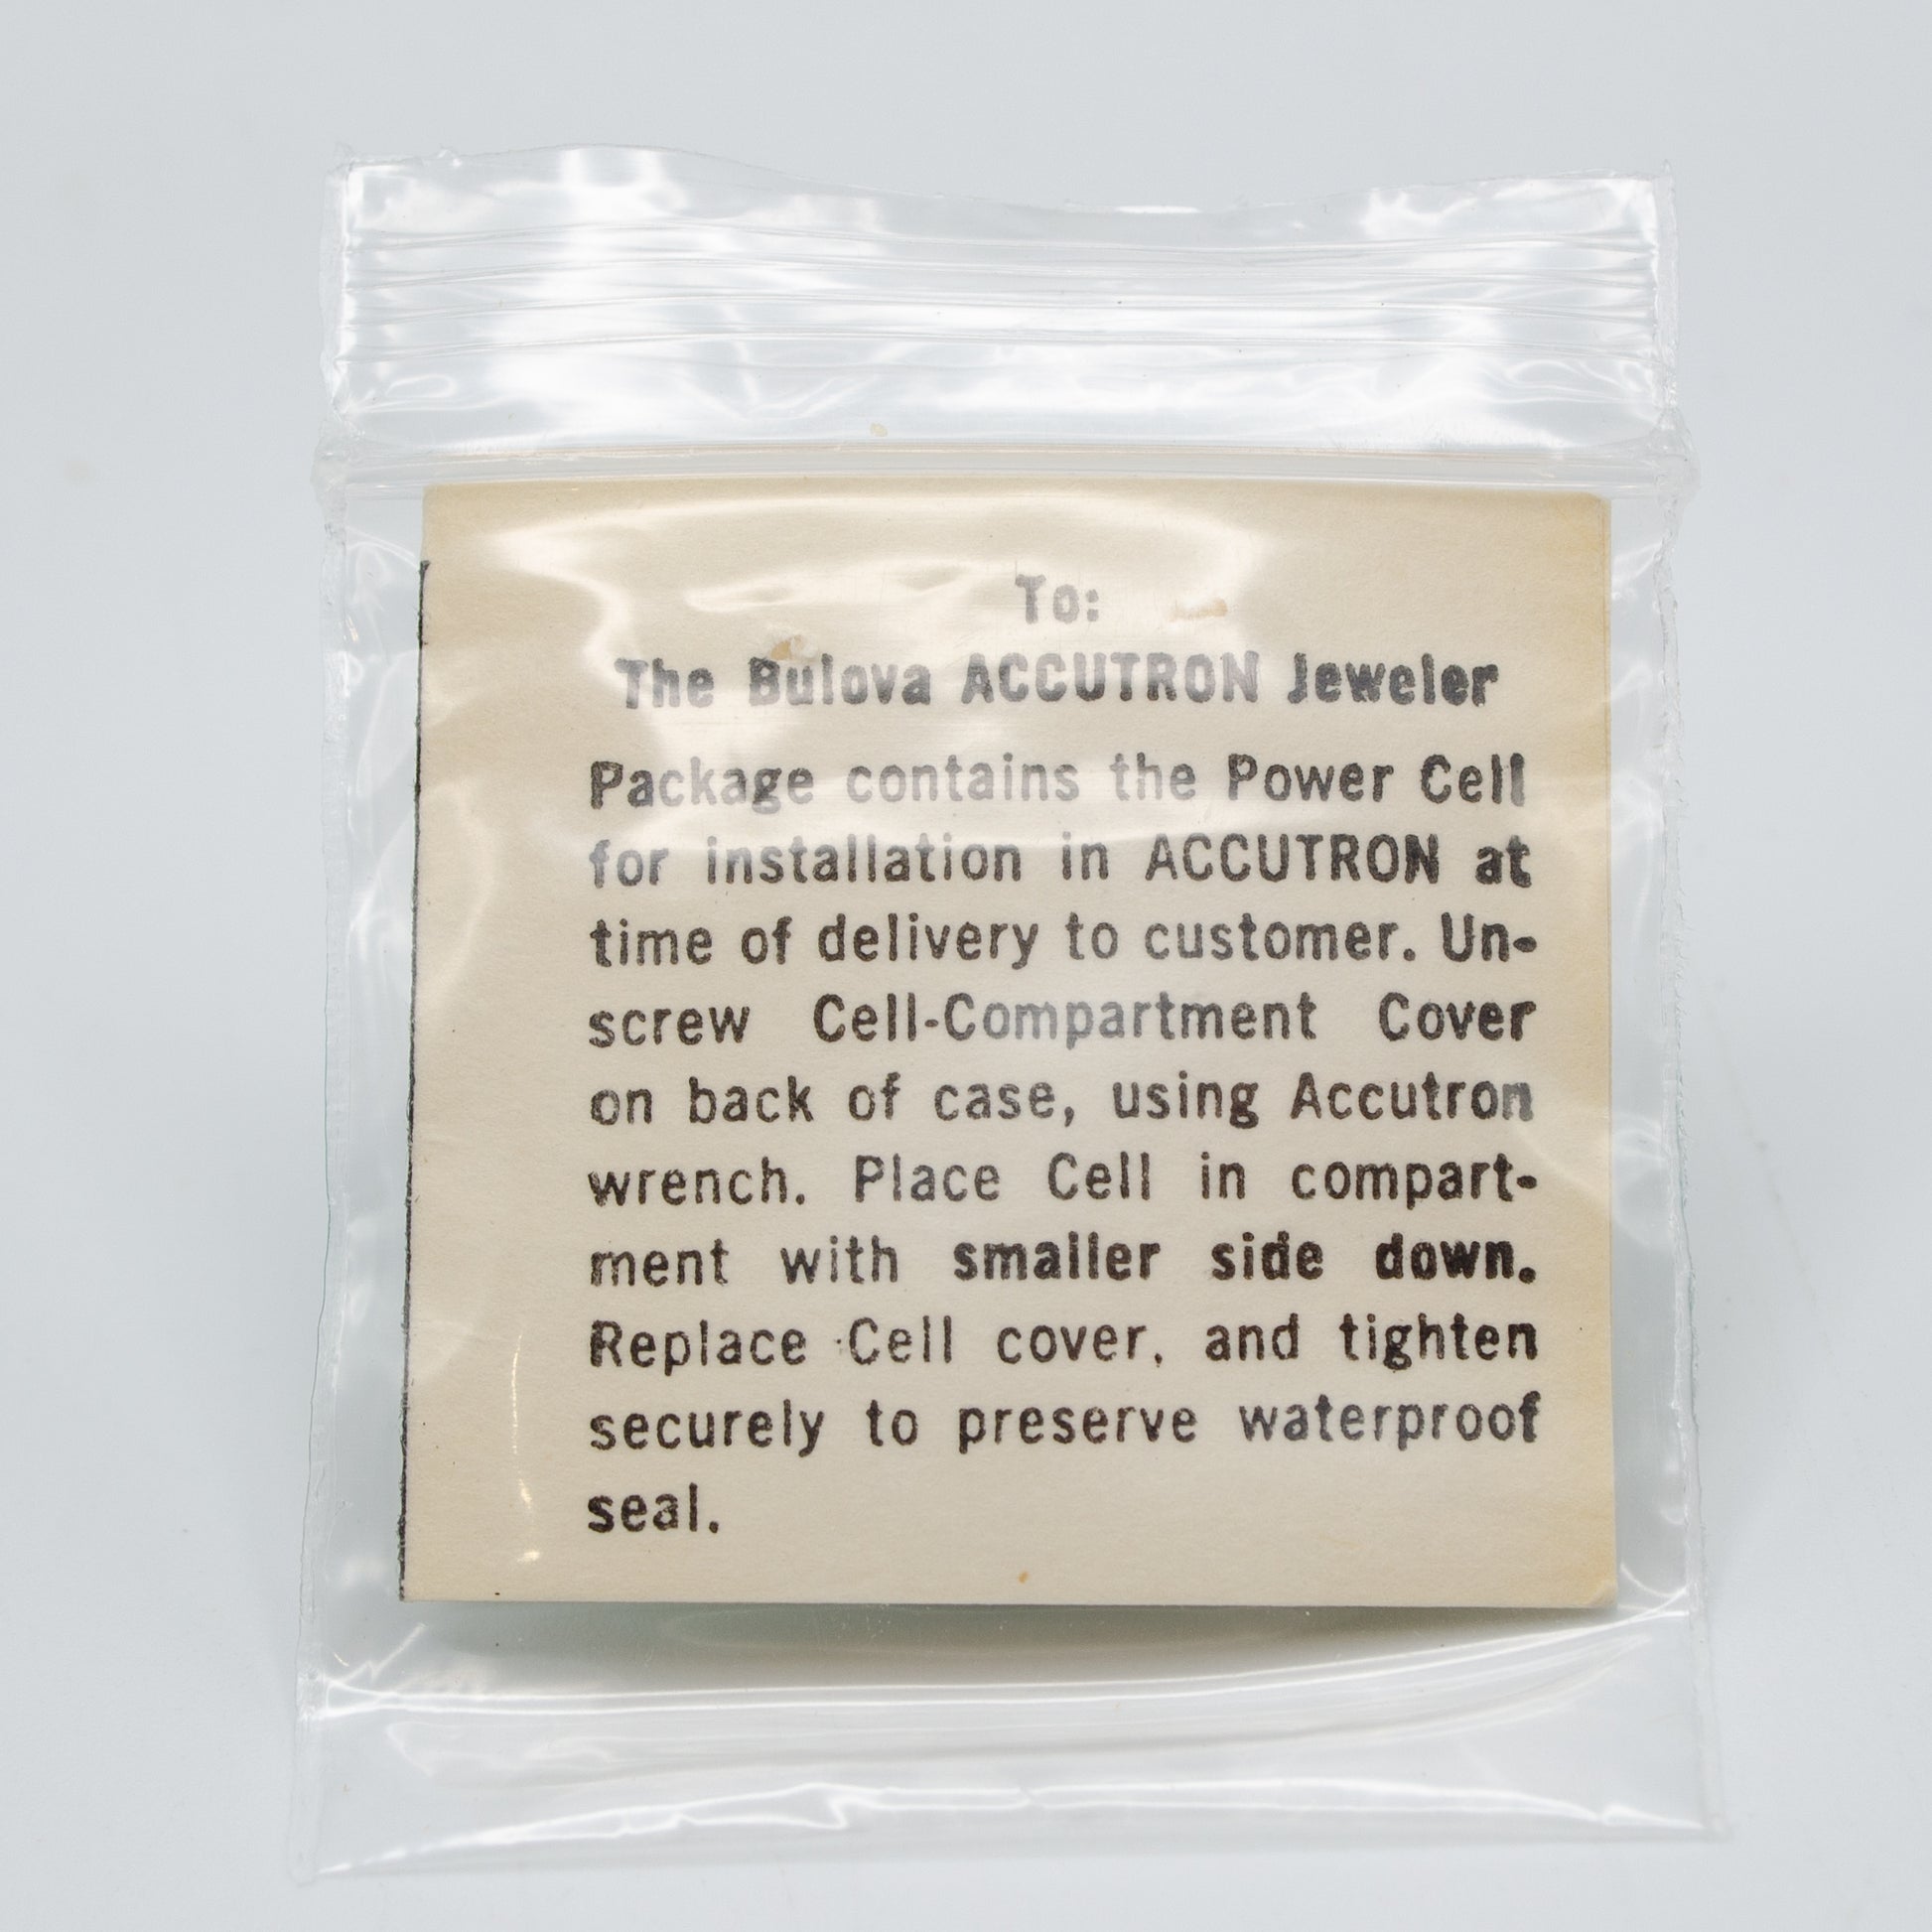 To:
The Bulova ACCUTRON Jeweler
Package contains the Power Cell
for installation in ACCUTRON at
time of delivery to customer. Un-
screw Cell-Compartment Cover
on back of case, using Accutron
wrench. Place Cell in compart-
ment with smaller side down.
Replace Cell cover, and tighten
securely to preserve waterproof
seal.